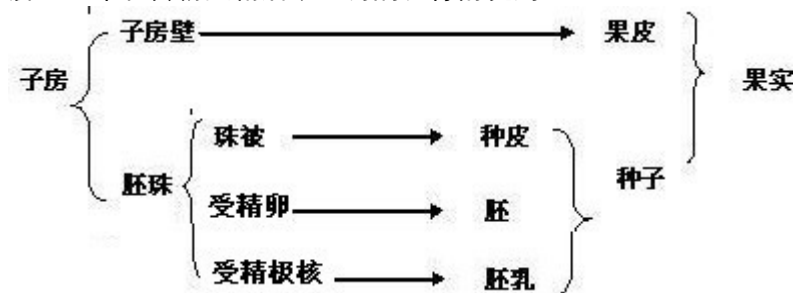 子房壁 果皮
子房 果实
珠被 种皮
胚珠 种子
受精卵 胚
受精极核 胚乳